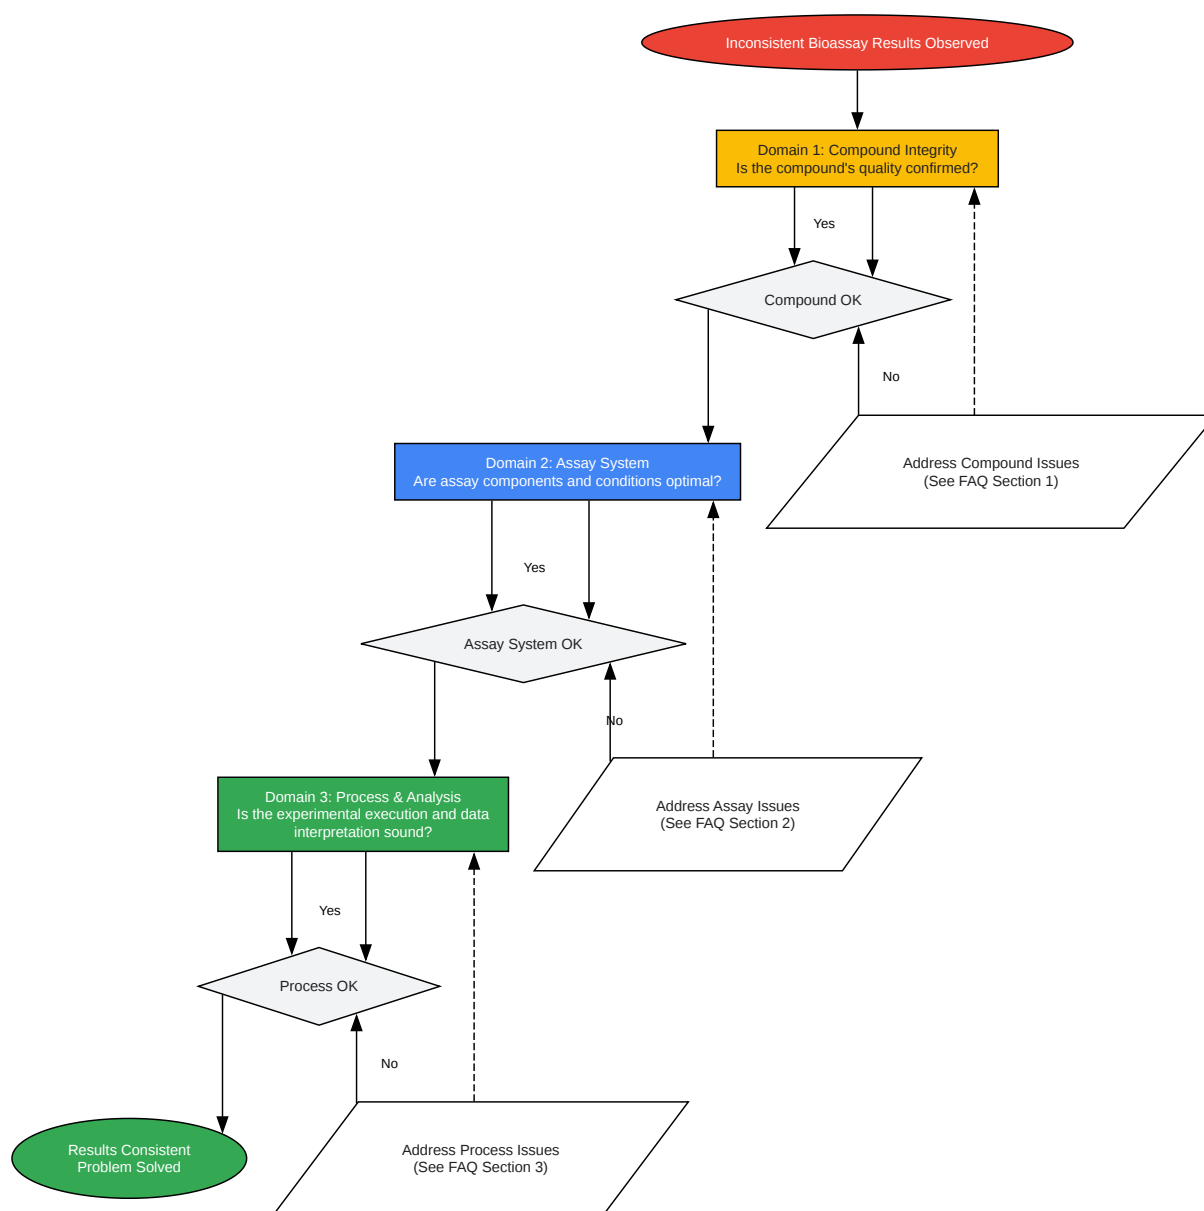 Inconsistent Bioassay Results Observed
Domain 1: Compound Integrity
Is the compound's quality confirmed?
Yes
Compound OK
No
Address Compound Issues
(See FAQ Section 1)
Domain 2: Assay System
Are assay components and conditions optimal?
Yes
Assay System OK
No
Address Assay Issues
(See FAQ Section 2)
Domain 3: Process & Analysis
Is the experimental execution and data
interpretation sound?
Yes
Process OK
No
Address Process Issues
(See FAQ Section 3)
Results Consistent
Problem Solved